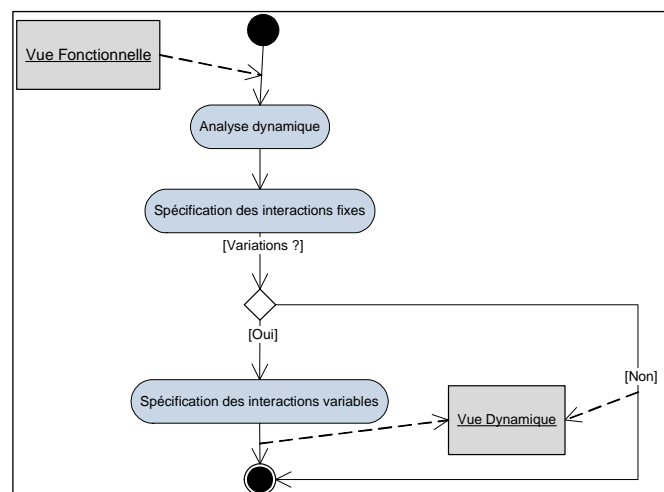 Vue Fonctionnelle
Analyse dynamique
Spécification des interactions fixes
[Variations ?]
[Oui]
[Non]
Spécification des interactions variables
Vue Dynamique